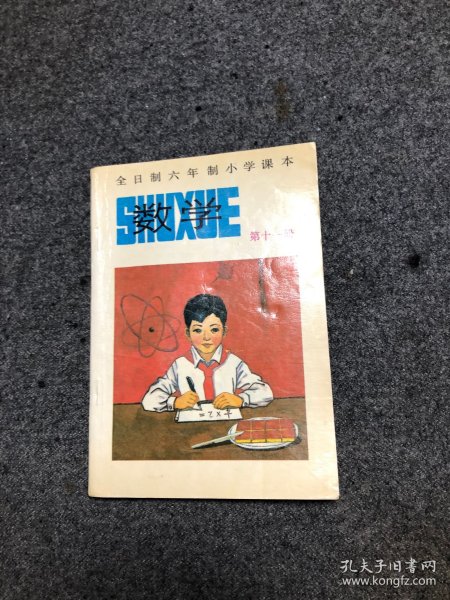 全日制六年制小学课本
SHUXUE
数学
第十一册
孔夫子旧书网
www.kongfz.com